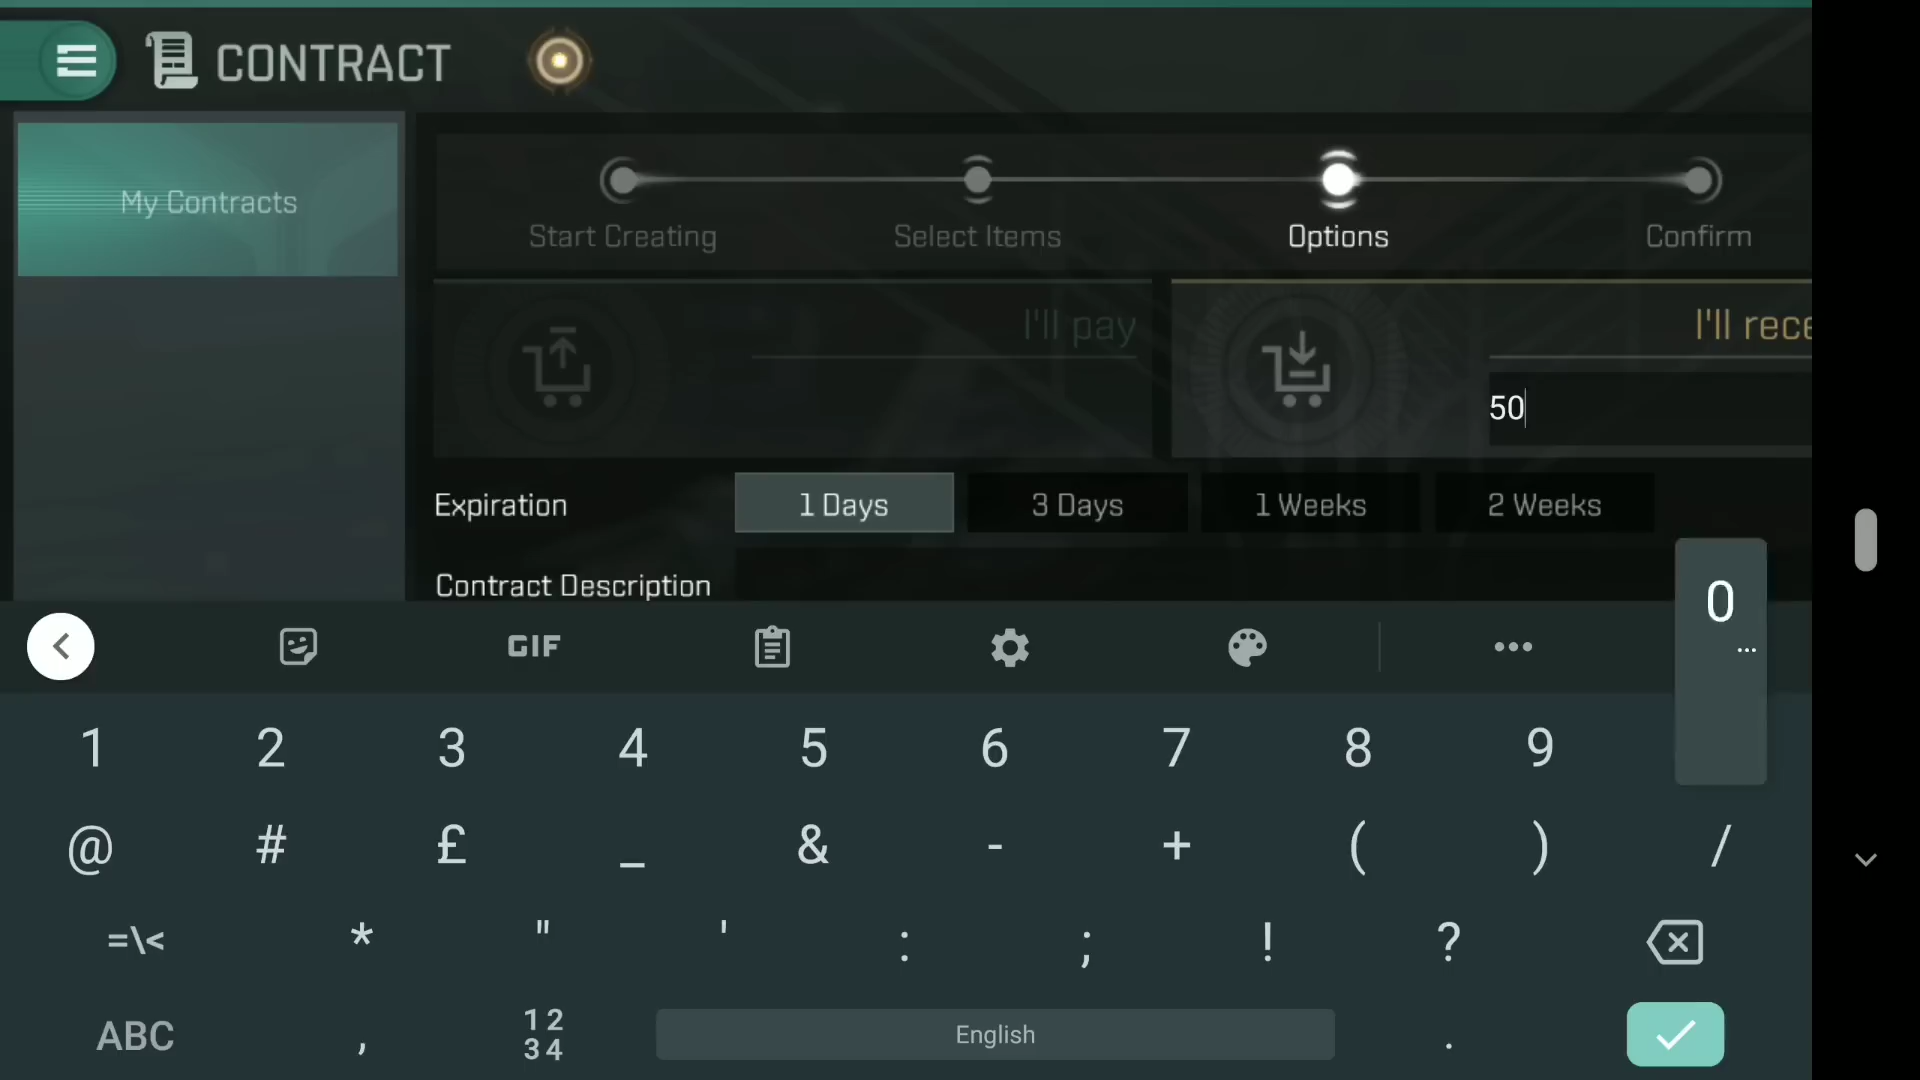 CONTRACT
My Contracts
Start Creating
Select Items
Options
Confirm
I'll pay
I'll rece
50
Expiration
1 Days
3 Days
1 Weeks
2 Weeks
Contract Description
GIF
0
...
1 2 3 4 5 6 7 8 9
@ # £ _ & - + ( ) /
=\< * " ' : ; ! ?
ABC , 12
34 English .